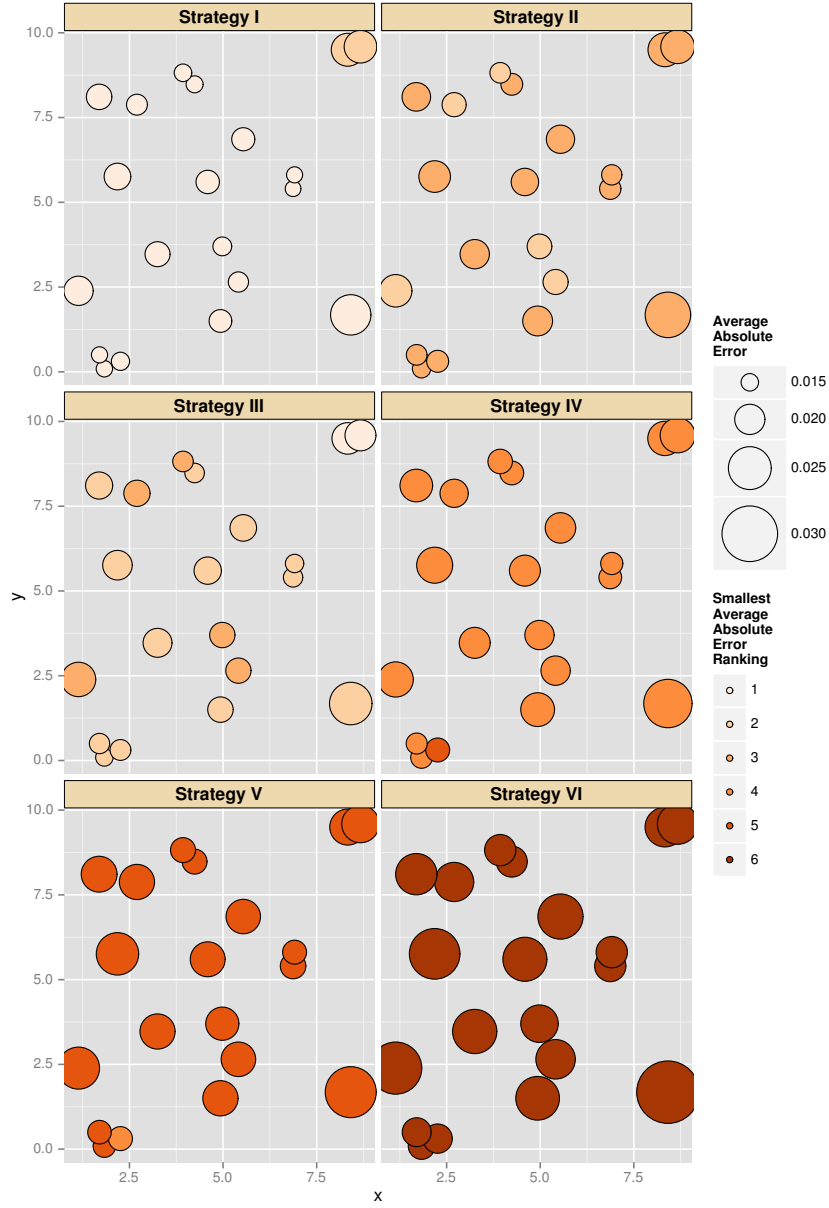 Strategy I
Strategy II
10.0
7.5
5.0
2.5
0.0
Strategy III
Strategy IV
10.0
7.5
5.0
2.5
0.0
Strategy V
Strategy VI
10.0
7.5
5.0
2.5
0.0
2.5
5.0
7.5
2.5
5.0
7.5
x
y
Average
Absolute
Error
0.015
0.020
0.025
0.030
Smallest
Average
Absolute
Error
Ranking
1
2
3
4
5
6